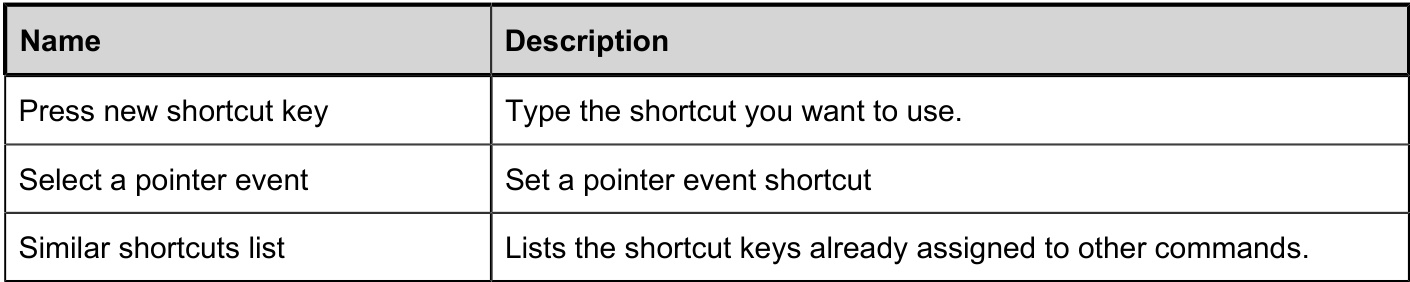 Name Description
Press new shortcut key Type the shortcut you want to use.
Select a pointer event Set a pointer event shortcut
Similar shortcuts list Lists the shortcut keys already assigned to other commands.